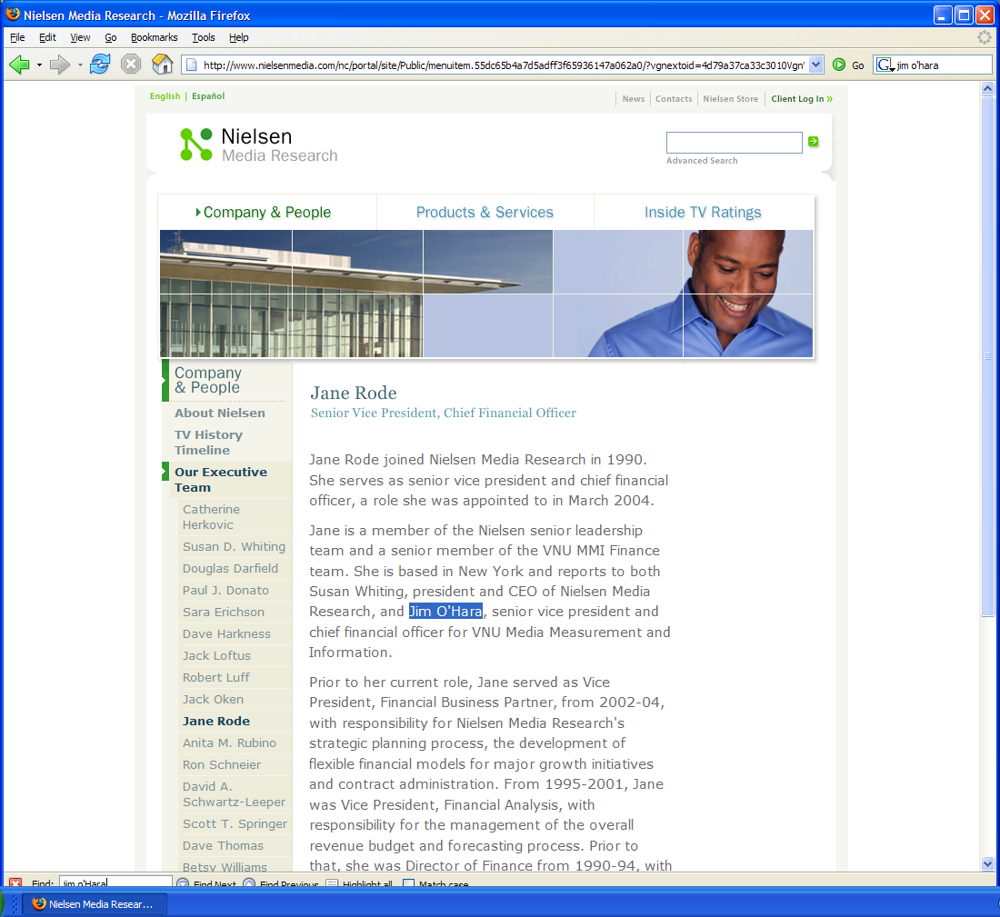 Nielsen Media Research - Mozilla Firefox
File Edit View Go Bookmarks Tools Help
http://www.nielsenmedia.com/nc/portal/site/Public/menuitem.55dc65b4a7d5adff3f65936147a062a0/?vgnextoid=4d79a37ca33c3010Vgn Go jim o'hara
English | Español
News Contacts Nielsen Store Client Log In »
Nielsen
Media Research
Advanced Search
Company & People Products & Services Inside TV Ratings
Company
& People
About Nielsen
TV History
Timeline
Our Executive
Team
Catherine
Herkovic
Susan D. Whiting
Douglas Darfield
Paul J. Donato
Sara Erichson
Dave Harkness
Jack Loftus
Robert Luff
Jack Oken
Jane Rode
Anita M. Rubino
Ron Schneier
David A.
Schwartz-Leeper
Scott T. Springer
Dave Thomas
Betsy Williams
Jane Rode
Senior Vice President, Chief Financial Officer
Jane Rode joined Nielsen Media Research in 1990.
She serves as senior vice president and chief financial
officer, a role she was appointed to in March 2004.
Jane is a member of the Nielsen senior leadership
team and a senior member of the VNU MMI Finance
team. She is based in New York and reports to both
Susan Whiting, president and CEO of Nielsen Media
Research, and Jim O'Hara, senior vice president and
chief financial officer for VNU Media Measurement and
Information.
Prior to her current role, Jane served as Vice
President, Financial Business Partner, from 2002-04,
with responsibility for Nielsen Media Research's
strategic planning process, the development of
flexible financial models for major growth initiatives
and contract administration. From 1995-2001, Jane
was Vice President, Financial Analysis, with
responsibility for the management of the overall
revenue budget and forecasting process. Prior to
that, she was Director of Finance from 1990-94, with
Find: jim o'Hara Find Next Find Previous Highlight all Match case
Nielsen Media Resear...